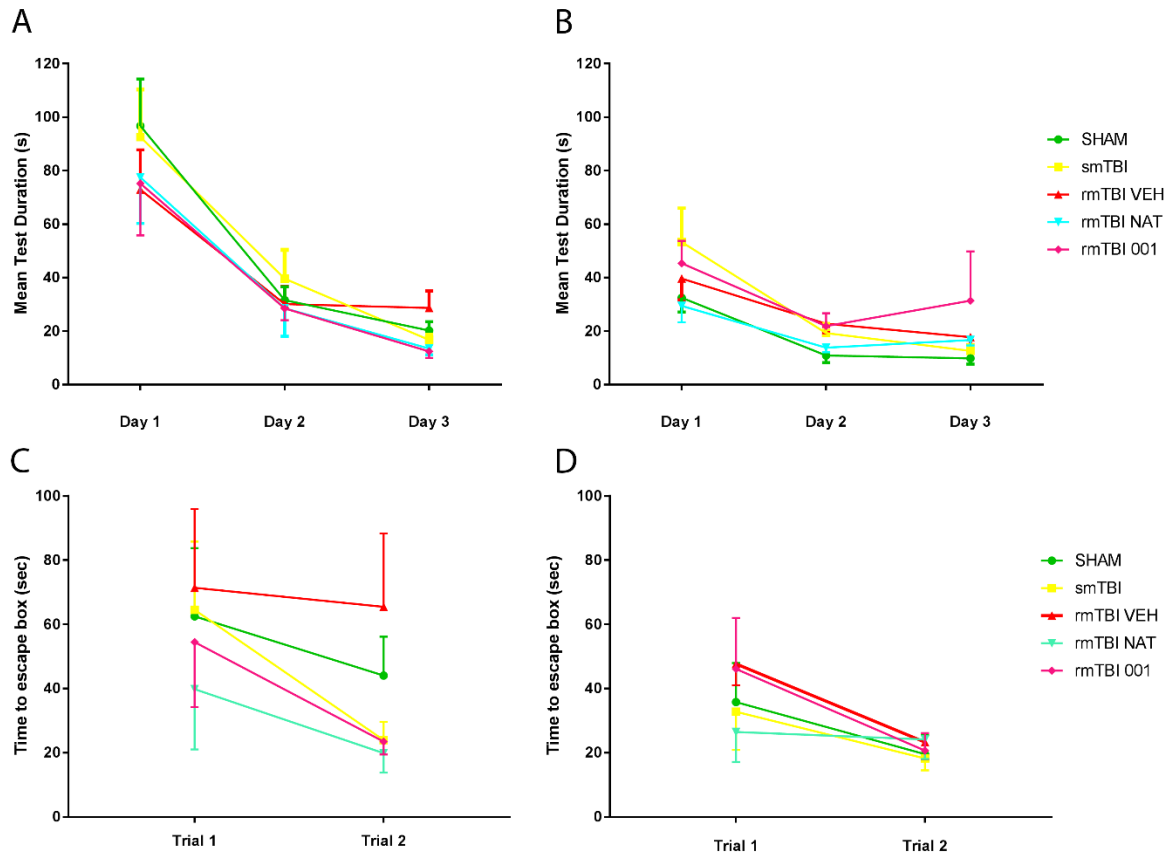 A
Mean Test Duration (s)
120
100
80
60
40
20
0
Day 1 Day 2 Day 3
B
Mean Test Duration (s)
120
100
80
60
40
20
0
Day 1 Day 2 Day 3
SHAM
smTBI
rmTBI VEH
rmTBI NAT
rmTBI 001
C
Time to escape box (sec)
100
80
60
40
20
0
Trial 1 Trial 2
D
Time to escape box (sec)
100
80
60
40
20
0
Trial 1 Trial 2
SHAM
smTBI
rmTBI VEH
rmTBI NAT
rmTBI 001